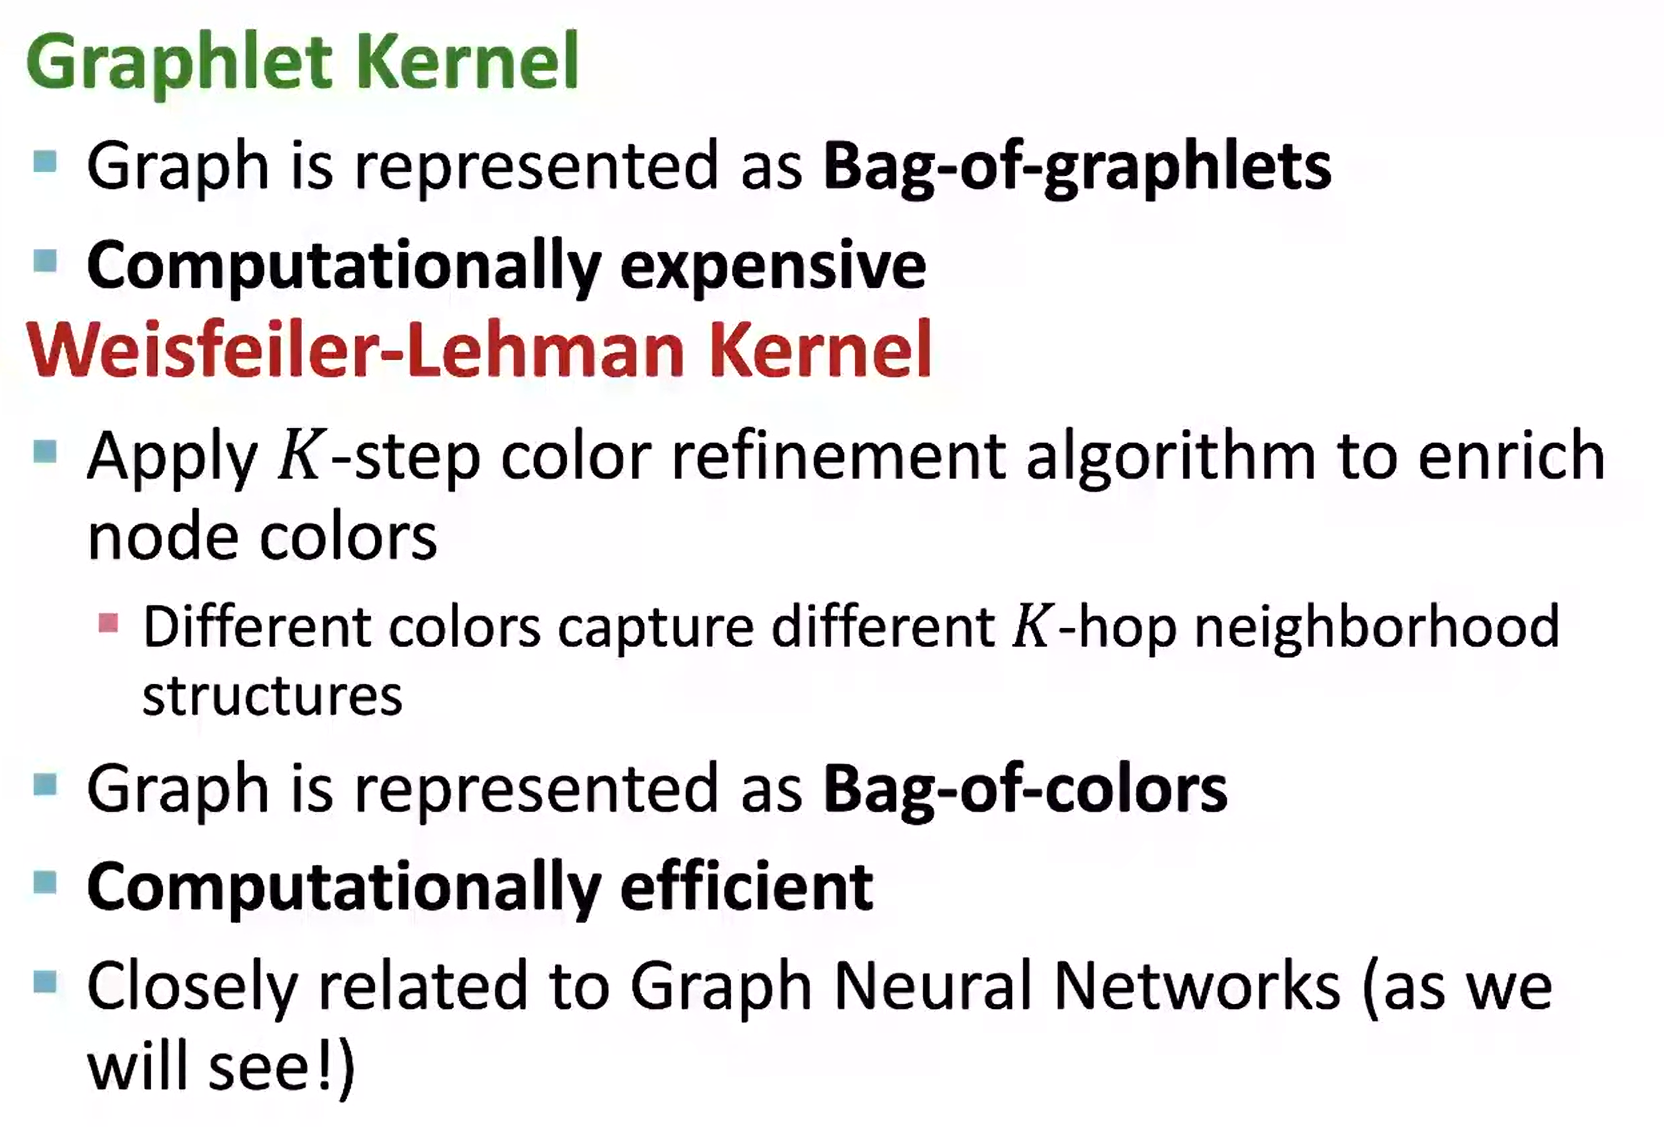 Graphlet Kernel
▪ Graph is represented as Bag-of-graphlets
▪ Computationally expensive
Weisfeiler-Lehman Kernel
▪ Apply K-step color refinement algorithm to enrich
node colors
▪ Different colors capture different K-hop neighborhood
structures
▪ Graph is represented as Bag-of-colors
▪ Computationally efficient
▪ Closely related to Graph Neural Networks (as we
will see!)